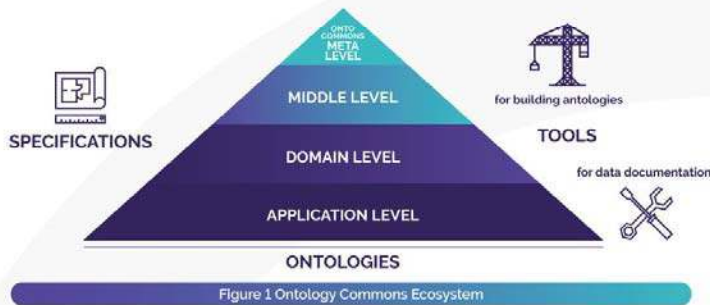 ONTO
COMMONS
META
LEVEL
MIDDLE LEVEL
DOMAIN LEVEL
APPLICATION LEVEL
ONTOLOGIES
SPECIFICATIONS
for building antologies
TOOLS
for data documentation
Figure 1 Ontology Commons Ecosystem